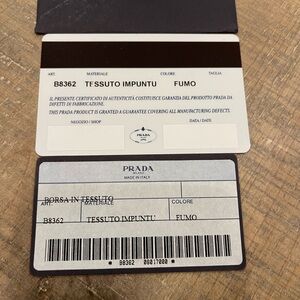 ART. MATERIALE COLORE TAGLIA
B8362 TESSUTO IMPUNTU FUMO
IL PRESENTE CERTIFICATO DI AUTENTICITÀ COSTITUISCE GARANZIA DEL PRODOTTO PRADA DA
DIFETTI DI FABBRICAZIONE.
THIS PRADA PRODUCT IS GRANTED A GUARANTEE COVERING ALL MANUFACTURING DEFECTS.
NEGOZIO / SHOP DATA / DATE
PRADA
MILANO
MADE IN ITALY
BORSA IN TESSUTO
ART. MATERIALE COLORE
B8362 TESSUTO IMPUNTU FUMO